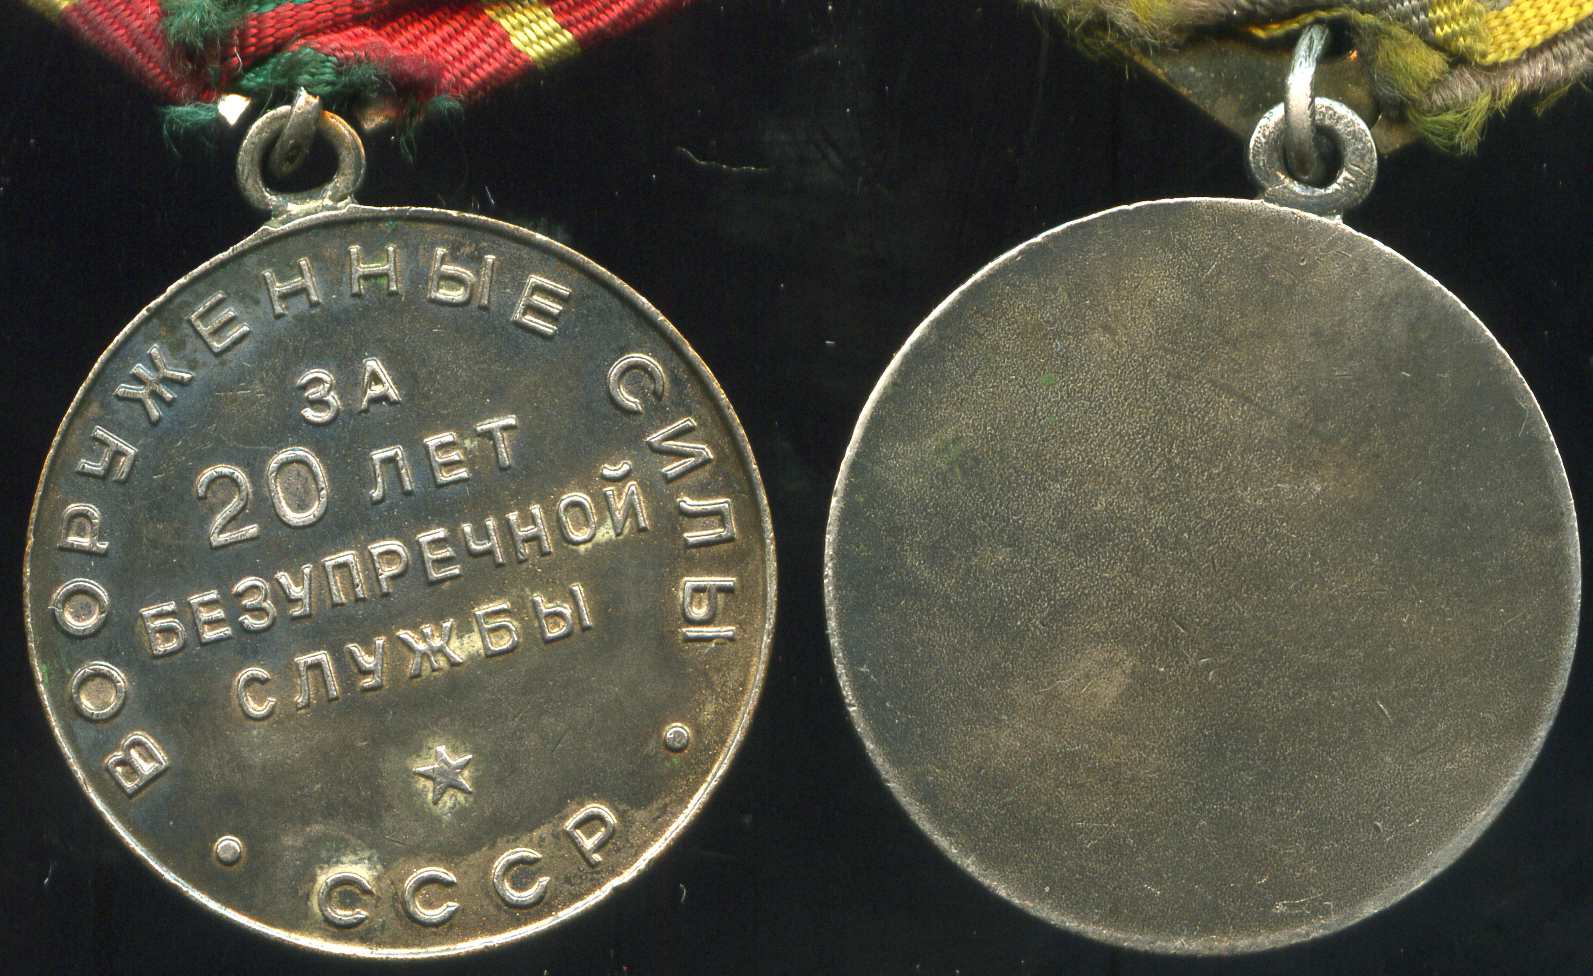 ВООРУЖЕННЫЕ СИЛЫ
ЗА
20 ЛЕТ
БЕЗУПРЕЧНОЙ
СЛУЖБЫ
СССР